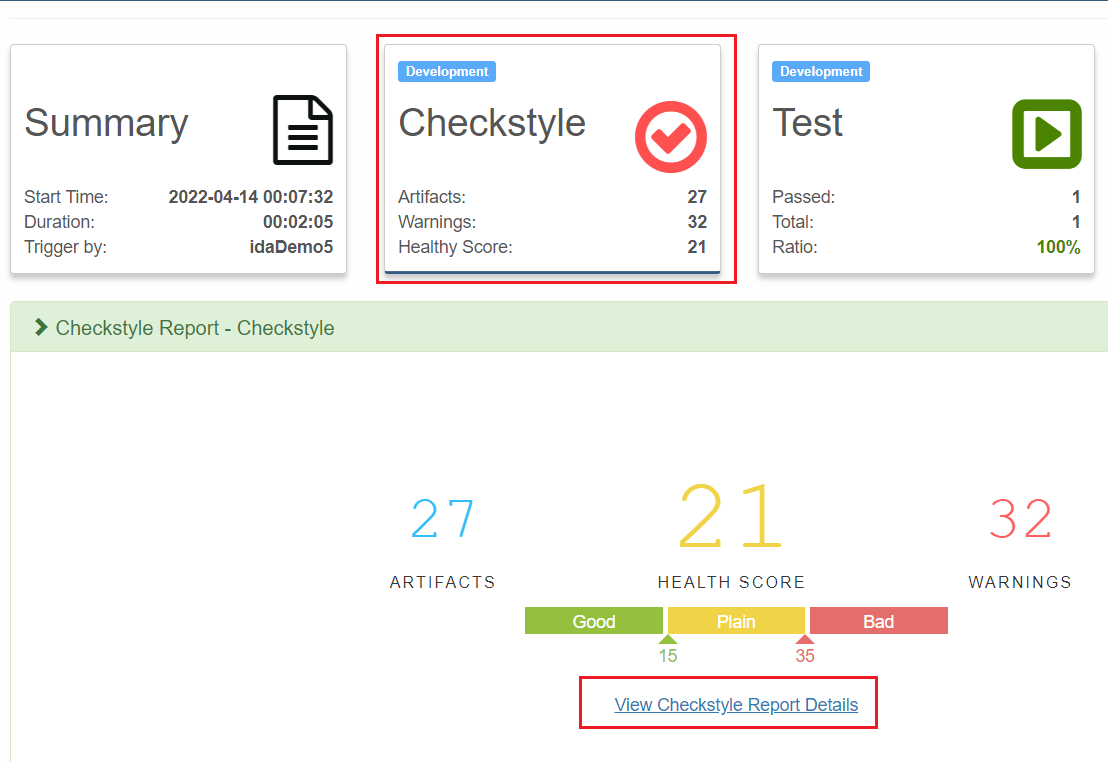 Summary
Start Time: 2022-04-14 00:07:32
Duration: 00:02:05
Trigger by: idaDemo5
Development
Checkstyle
Artifacts: 27
Warnings: 32
Healthy Score: 21
Development
Test
Passed: 1
Total: 1
Ratio: 100%
Checkstyle Report - Checkstyle
27
ARTIFACTS
21
HEALTH SCORE
32
WARNINGS
Good Plain Bad
15 35
View Checkstyle Report Details